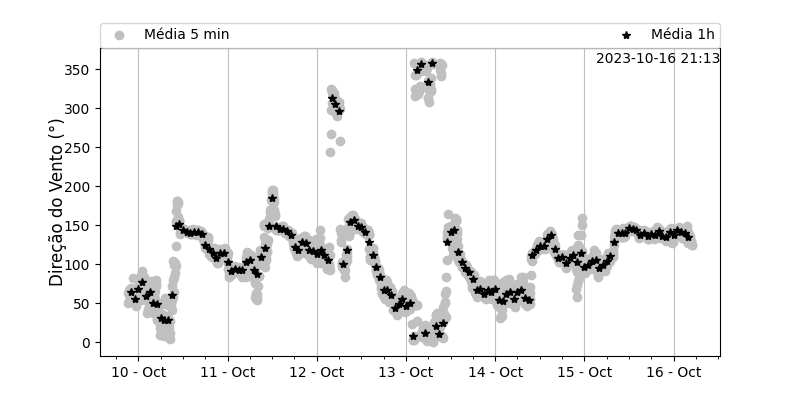 Média 5 min
Média 1h
2023-10-16 21:13
Direção do Vento (°)
350
300
250
200
150
100
50
0
10 - Oct
11 - Oct
12 - Oct
13 - Oct
14 - Oct
15 - Oct
16 - Oct